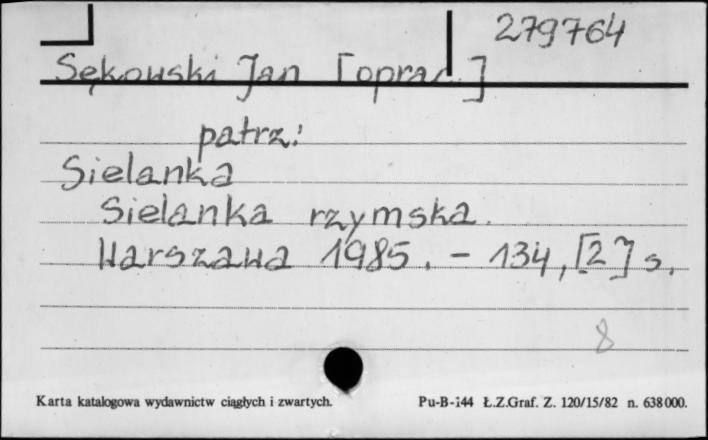 279764
Sękowski Jan [oprac.]
patrz:
Sielanka
Sielanka rzymska.
Warszawa 1985. - 134, [2] s.
8
Karta katalogowa wydawnictw ciągłych i zwartych.
Pu-B-144 Ł.Z.Graf. Z. 120/15/82 n. 638000.